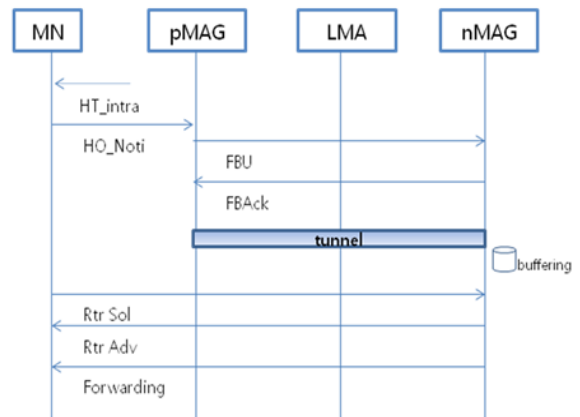 MN pMAG LMA nMAG
HT_intra
HO_Noti
FBU
FBAck
tunnel
buffering
Rtr Sol
Rtr Adv
Forwarding